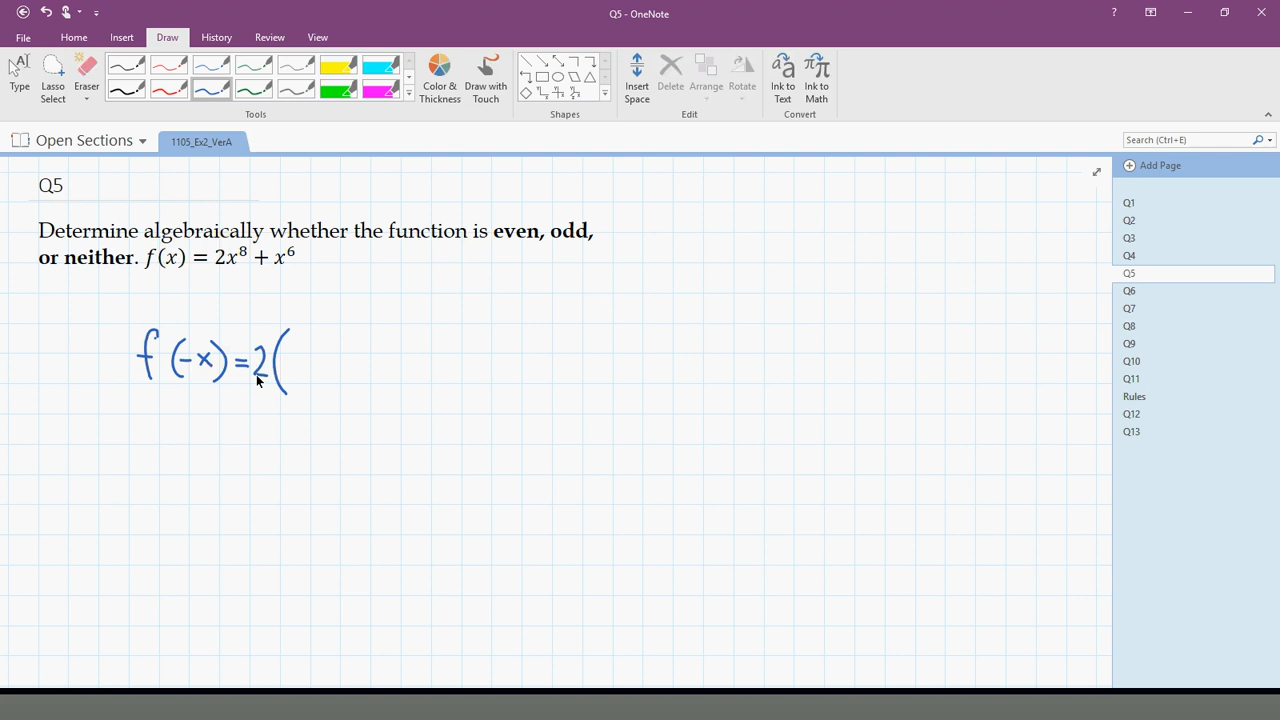 Q5 - OneNote
File Home Insert Draw History Review View
Type Lasso Select Eraser Color & Thickness Draw with Touch Insert Space Delete Arrange Rotate Ink to Text Ink to Math
Tools Shapes Edit Convert
Open Sections 1105_Ex2_VerA Search (Ctrl+E)
Add Page
Q5
Determine algebraically whether the function is even, odd,
or neither. f(x) = 2x⁸ + x⁶
f (-x) = 2(
Q1
Q2
Q3
Q4
Q5
Q6
Q7
Q8
Q9
Q10
Q11
Rules
Q12
Q13